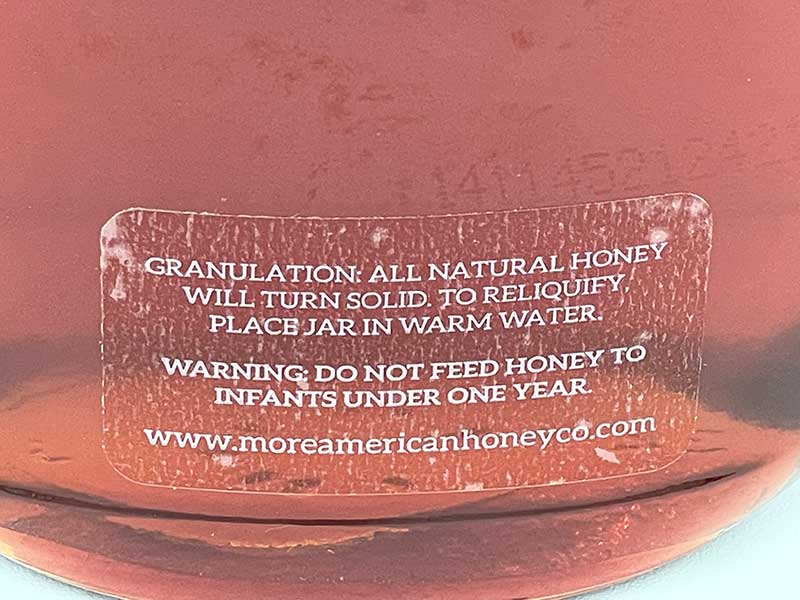 GRANULATION: ALL NATURAL HONEY
WILL TURN SOLID. TO RELIQUIFY,
PLACE JAR IN WARM WATER.
WARNING: DO NOT FEED HONEY TO
INFANTS UNDER ONE YEAR.
www.moreamericanhoneyco.com